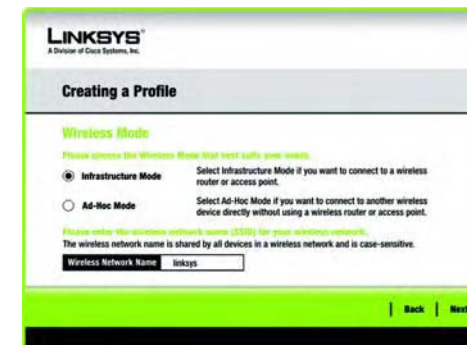 LINKSYS®
A Division of Cisco Systems, Inc.
Creating a Profile
Wireless Mode
Please choose the Wireless Mode that best suits your needs.
Infrastructure Mode
Select Infrastructure Mode if you want to connect to a wireless
router or access point.
Ad-Hoc Mode
Select Ad-Hoc Mode if you want to connect to another wireless
device directly without using a wireless router or access point.
Please enter the wireless network name (SSID) for your wireless network.
The wireless network name is shared by all devices in a wireless network and is case-sensitive.
Wireless Network Name linksys
Back | Next